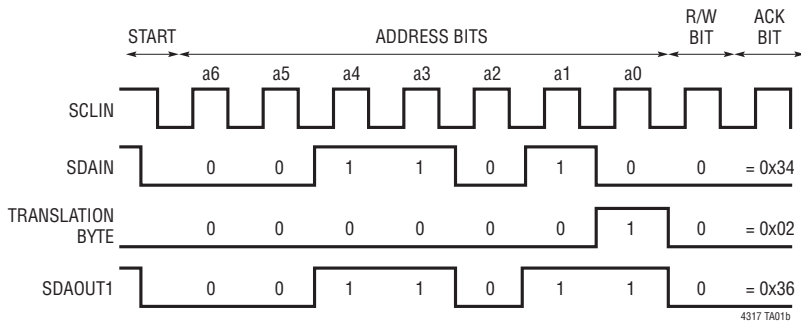 START ADDRESS BITS R/W BIT ACK BIT
a6 a5 a4 a3 a2 a1 a0
SCLIN
SDAIN 0 0 1 1 0 1 0 0 = 0x34
TRANSLATION BYTE 0 0 0 0 0 0 1 0 = 0x02
SDAOUT1 0 0 1 1 0 1 1 0 = 0x36
4317 TA01b